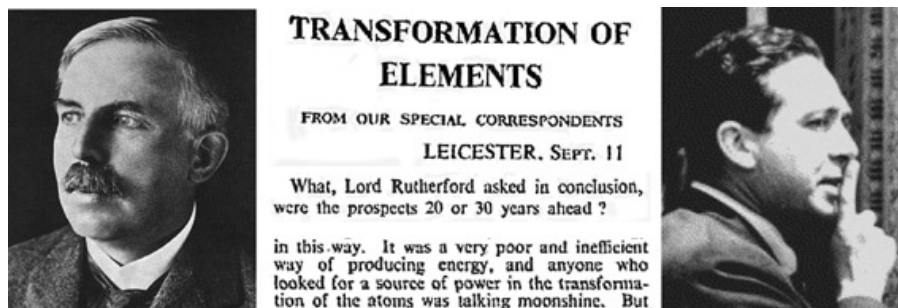 TRANSFORMATION OF
ELEMENTS
FROM OUR SPECIAL CORRESPONDENTS
LEICESTER, SEPT. 11
What, Lord Rutherford asked in conclusion,
were the prospects 20 or 30 years ahead ?
in this way. It was a very poor and inefficient
way of producing energy, and anyone who
looked for a source of power in the transforma-
tion of the atoms was talking moonshine. But